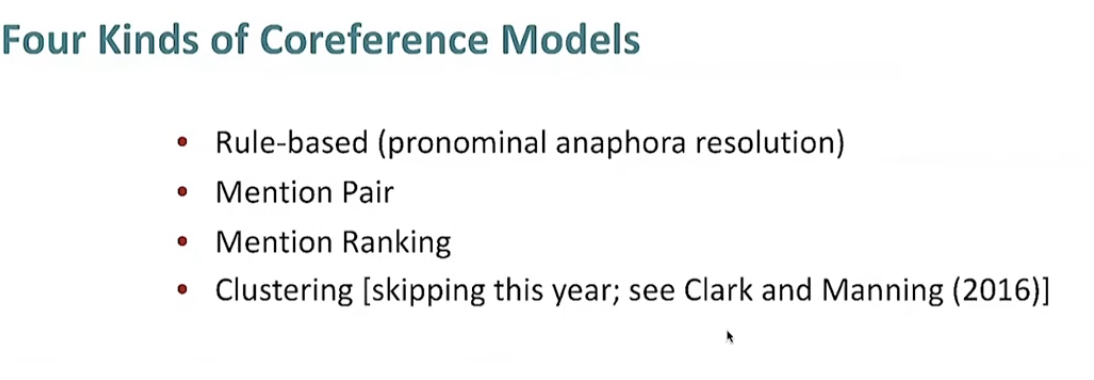 Four Kinds of Coreference Models
• Rule-based (pronominal anaphora resolution)
• Mention Pair
• Mention Ranking
• Clustering [skipping this year; see Clark and Manning (2016)]